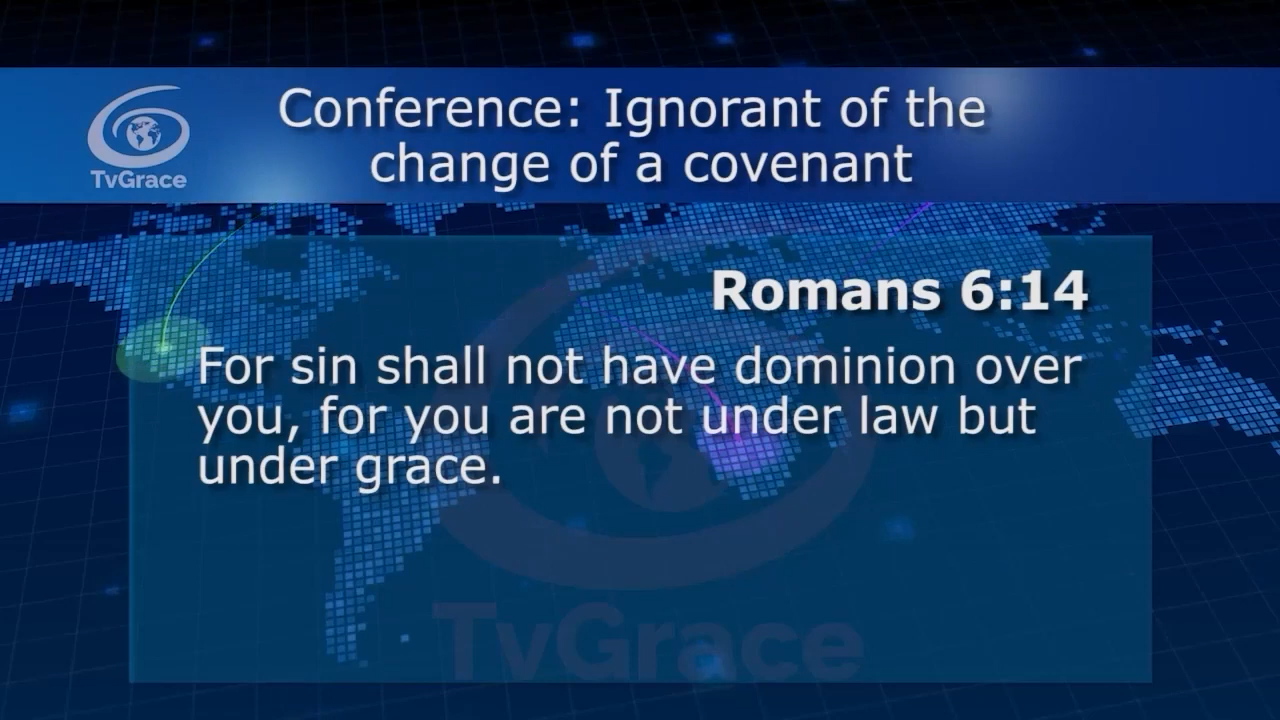 Conference: Ignorant of the
change of a covenant
TvGrace
Romans 6:14
For sin shall not have dominion over
you, for you are not under law but
under grace.
TvGrace